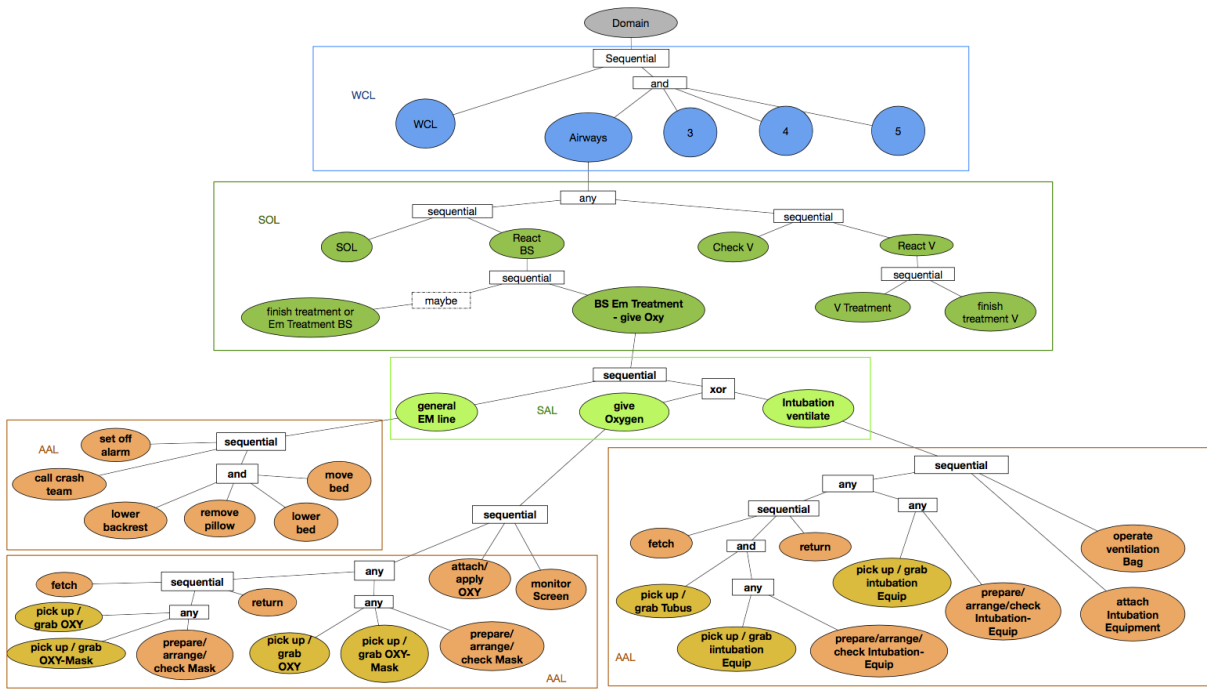 Domain
Sequential
WCL
and
WCL
Airways
3
4
5
any
SOL
sequential
sequential
SOL
React
BS
Check V
React V
sequential
sequential
maybe
finish treatment or
Em Treatment BS
BS Em Treatment
- give Oxy
V Treatment
finish
treatment V
sequential
xor
general
EM line
SAL
give
Oxygen
Intubation
ventilate
AAL
set off
alarm
sequential
call crash
team
and
move
bed
lower
backrest
remove
pillow
lower
bed
sequential
any
fetch
sequential
return
pick up /
grab OXY
any
pick up / grab
OXY-Mask
prepare/
arrange/
check Mask
any
pick up /
grab
OXY
pick up /
grab OXY-
Mask
prepare/
arrange/
check Mask
attach/
apply
OXY
monitor
Screen
AAL
sequential
any
sequential
any
fetch
and
return
pick up /
grab Tubus
any
pick up / grab
iintubation
Equip
prepare/arrange/
check Intubation-
Equip
pick up / grab
intubation
Equip
prepare/
arrange/check
Intubation-
Equip
operate
ventilation
Bag
attach
Intubation
Equipment
AAL